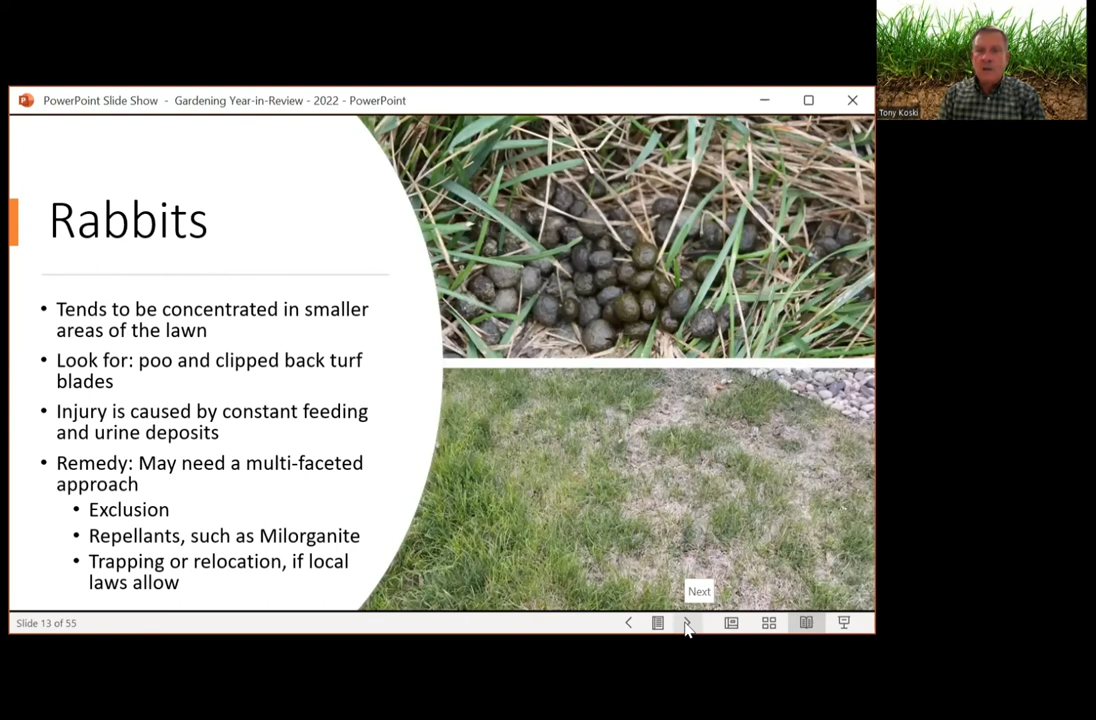 PowerPoint Slide Show - Gardening Year-in-Review - 2022 - PowerPoint
Tony Koski
Rabbits
• Tends to be concentrated in smaller
areas of the lawn
• Look for: poo and clipped back turf
blades
• Injury is caused by constant feeding
and urine deposits
• Remedy: May need a multi-faceted
approach
• Exclusion
• Repellants, such as Milorganite
• Trapping or relocation, if local
laws allow
Next
Slide 13 of 55